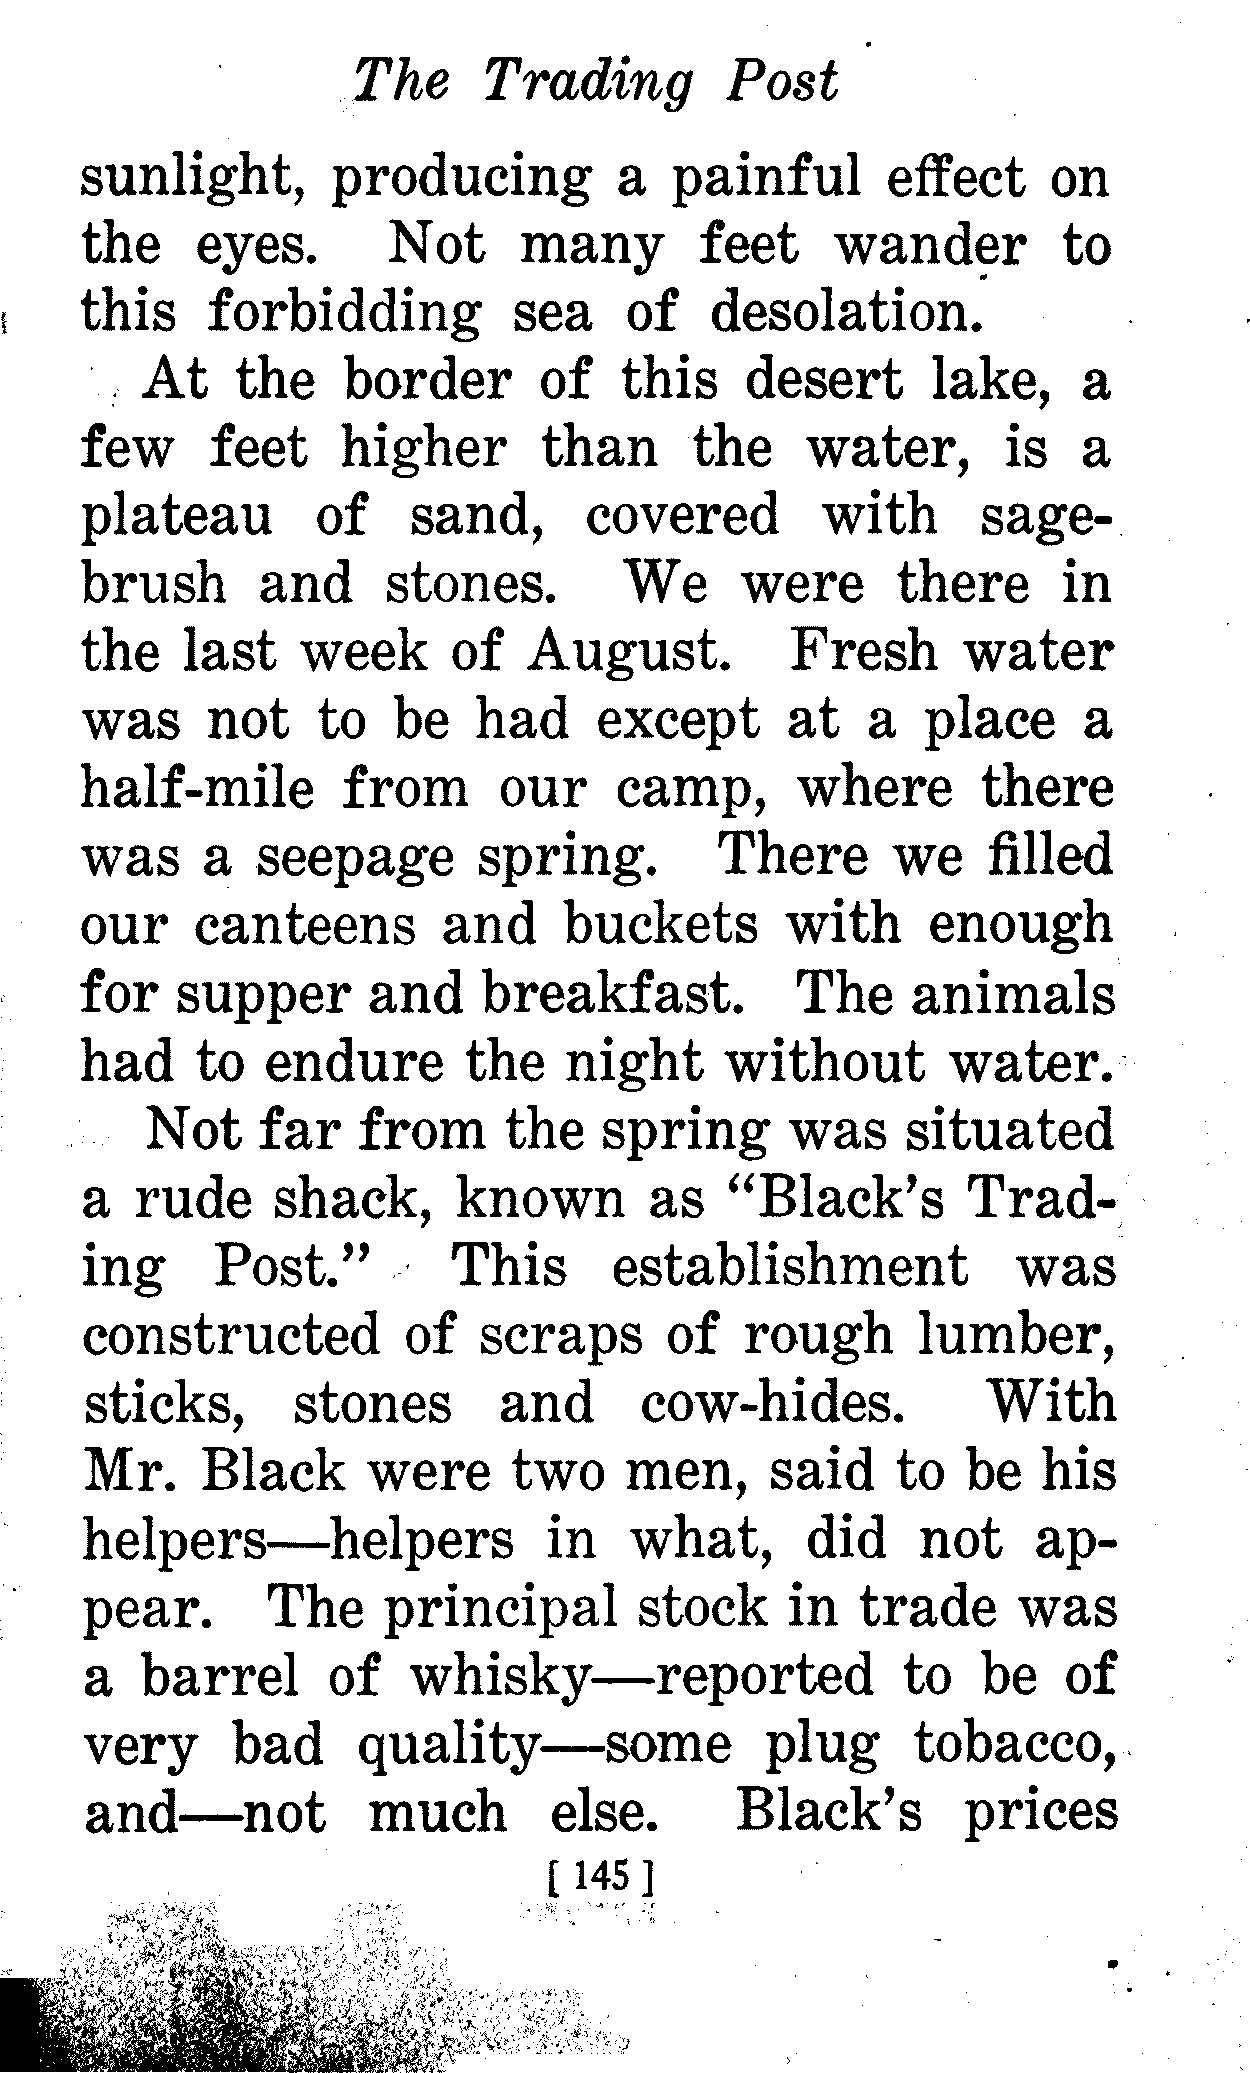 The Trading Post
sunlight, producing a painful effect on
the eyes. Not many feet wander to
this forbidding sea of desolation.
At the border of this desert lake, a
few feet higher than the water, is a
plateau of sand, covered with sage-
brush and stones. We were there in
the last week of August. Fresh water
was not to be had except at a place a
half-mile from our camp, where there
was a seepage spring. There we filled
our canteens and buckets with enough
for supper and breakfast. The animals
had to endure the night without water.
Not far from the spring was situated
a rude shack, known as “Black’s Trad-
ing Post.” This establishment was
constructed of scraps of rough lumber,
sticks, stones and cow-hides. With
Mr. Black were two men, said to be his
helpers—helpers in what, did not ap-
pear. The principal stock in trade was
a barrel of whisky—reported to be of
very bad quality—some plug tobacco,
and—not much else. Black’s prices
[ 145 ]